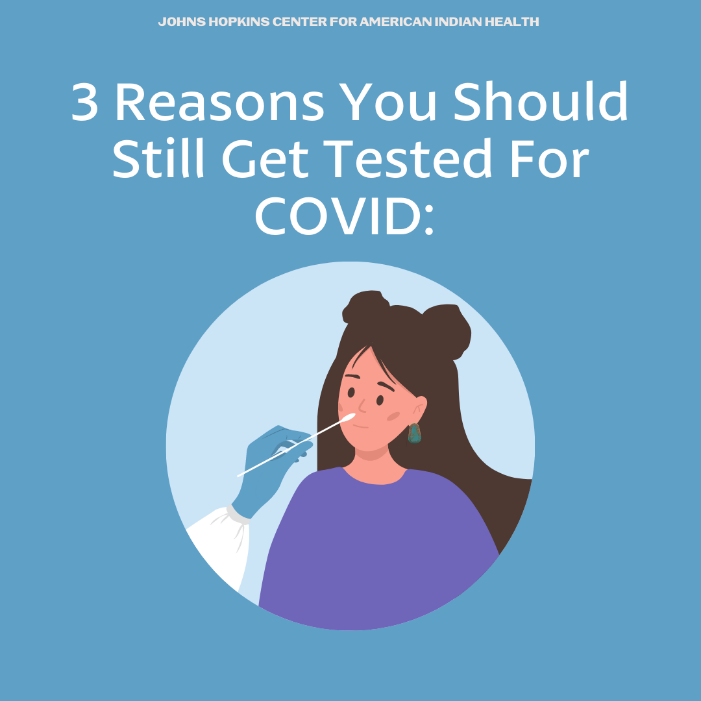 JOHNS HOPKINS CENTER FOR AMERICAN INDIAN HEALTH
3 Reasons You Should
Still Get Tested For
COVID: